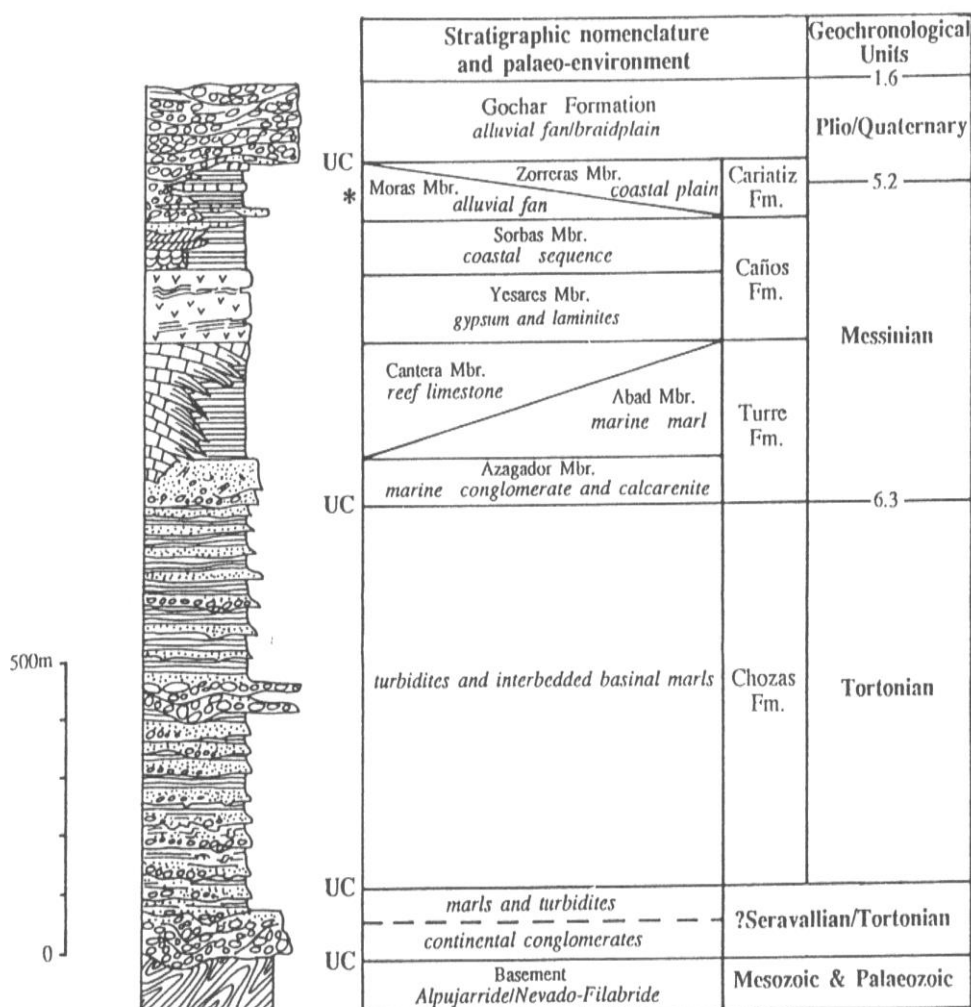 Stratigraphic nomenclature
and palaeo-environment
Geochronological
Units
1.6
Gochar Formation
alluvial fan/braidplain
Plio/Quaternary
UC
Zorreras Mbr.
coastal plain
Moras Mbr.
alluvial fan
Cariatiz
Fm.
5.2
*
Sorbas Mbr.
coastal sequence
Caños
Fm.
Yesares Mbr.
gypsum and laminites
Messinian
Cantera Mbr.
reef limestone
Abad Mbr.
marine marl
Turre
Fm.
Azagador Mbr.
marine conglomerate and calcarenite
UC
6.3
500m
turbidites and interbedded basinal marls
Chozas
Fm.
Tortonian
UC
marls and turbidites
?Seravallian/Tortonian
continental conglomerates
0
UC
Basement
Alpujarride/Nevado-Filabride
Mesozoic & Palaeozoic